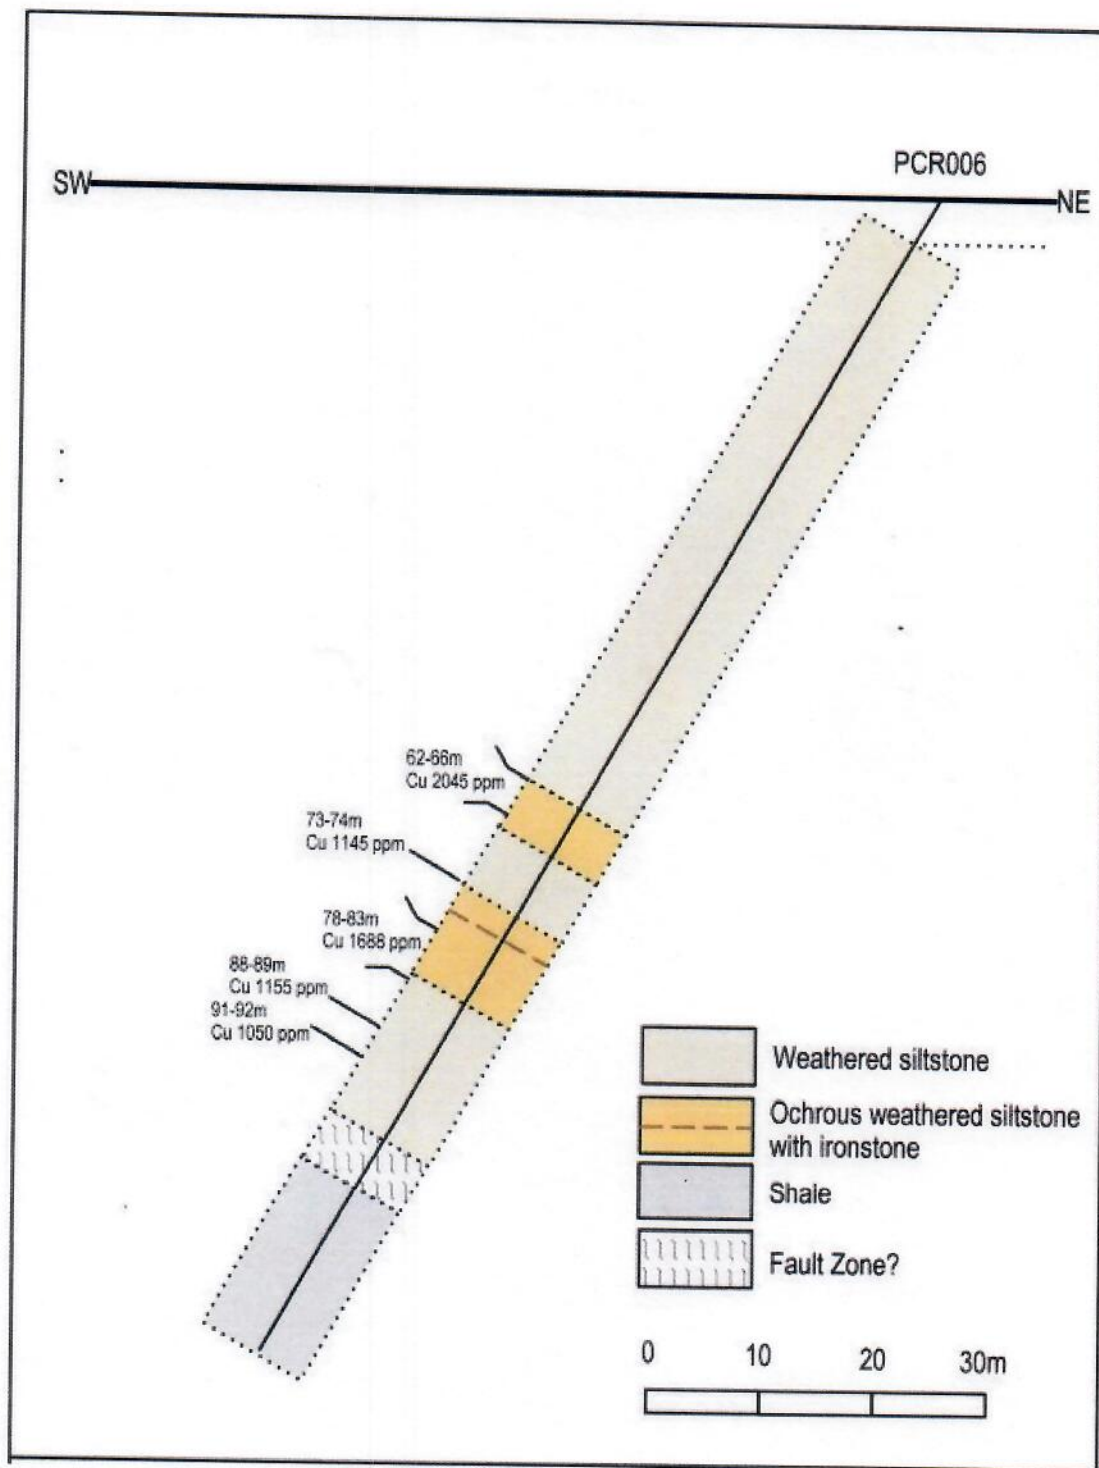 PCR006
SW
NE
62-66m
Cu 2045 ppm
73-74m
Cu 1145 ppm
78-83m
Cu 1688 ppm
88-89m
Cu 1155 ppm
91-92m
Cu 1050 ppm
Weathered siltstone
Ochrous weathered siltstone
with ironstone
Shale
Fault Zone?
0 10 20 30m